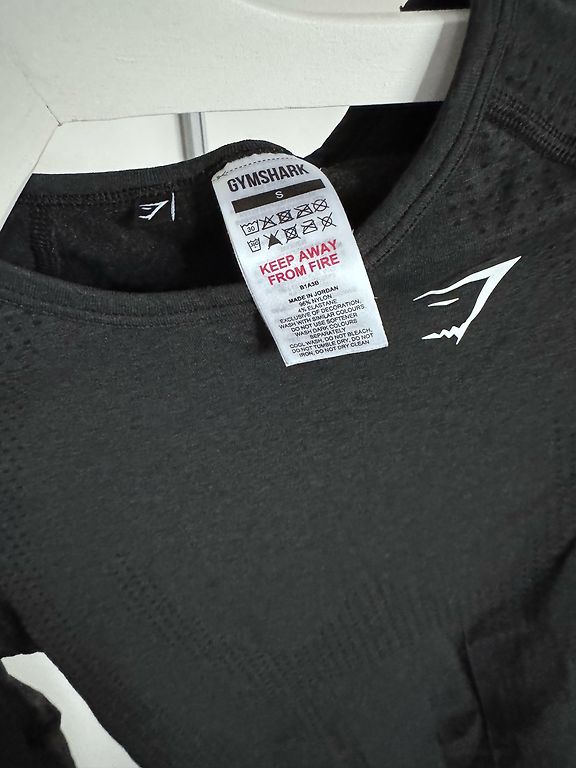 GYMSHARK
S
30
KEEP AWAY
FROM FIRE
B1A3B
MADE IN JORDAN
96% NYLON
4% ELASTANE
EXCLUSIVE OF DECORATION,
WASH WITH SIMILAR COLOURS
DO NOT USE SOFTENER
WASH DARK COLOURS
SEPARATELY
COOL WASH, DO NOT BLEACH,
DO NOT TUMBLE DRY, DO NOT
IRON, DO NOT DRY CLEAN